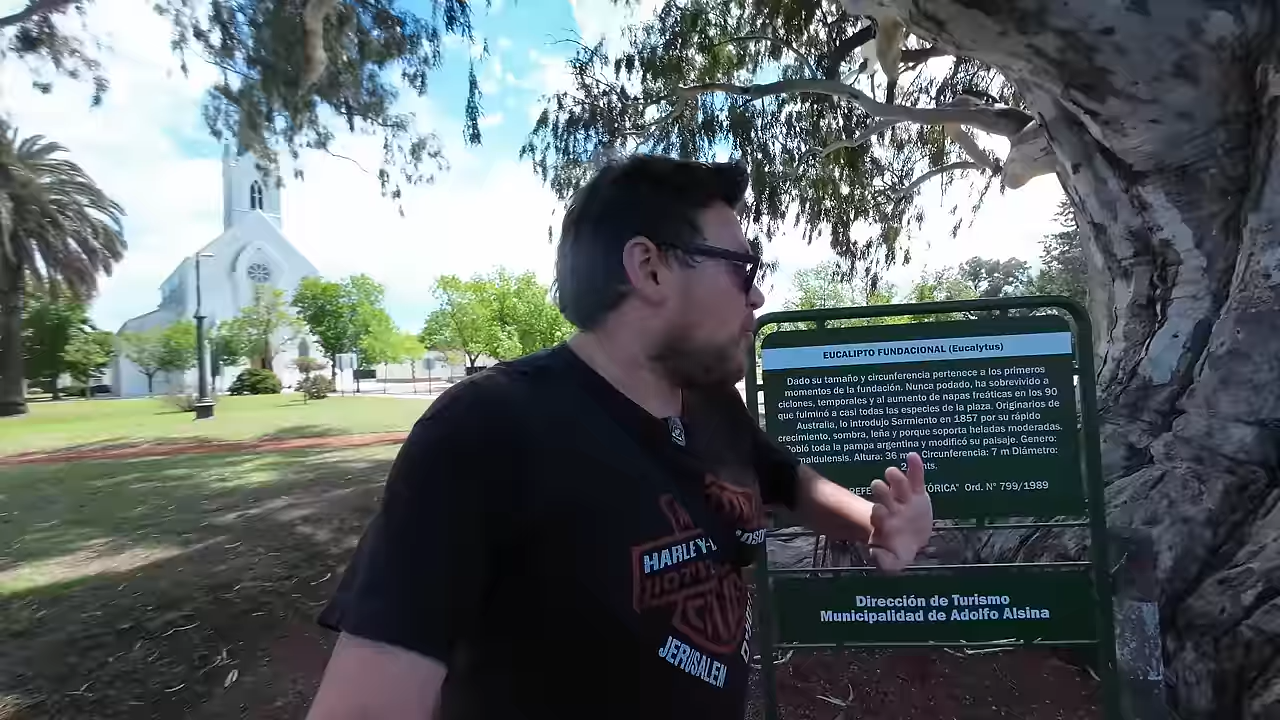 EUCALIPTO FUNDACIONAL (Eucalytus)
Dado su tamaño y circunferencia pertenece a los primeros
momentos de la fundación. Nunca podado, ha sobrevivido a
ciclones, temporales y al aumento de napas freáticas en los 90
que fulminó a casi todas las especies de la plaza. Originarios de
Australia, lo introdujo Sarmiento en 1857 por su rápido
crecimiento, sombra, leña y porque soporta heladas moderadas.
Pobló toda la panpa argentina y modificó su paisaje. Genero:
Altura: 36 Circunferencia: 7 m Diámetro:
Ord. N° 799/1989
Dirección de Turismo
Municipalidad de Adolfo Alsina
HARLEY-
JERUSALEM